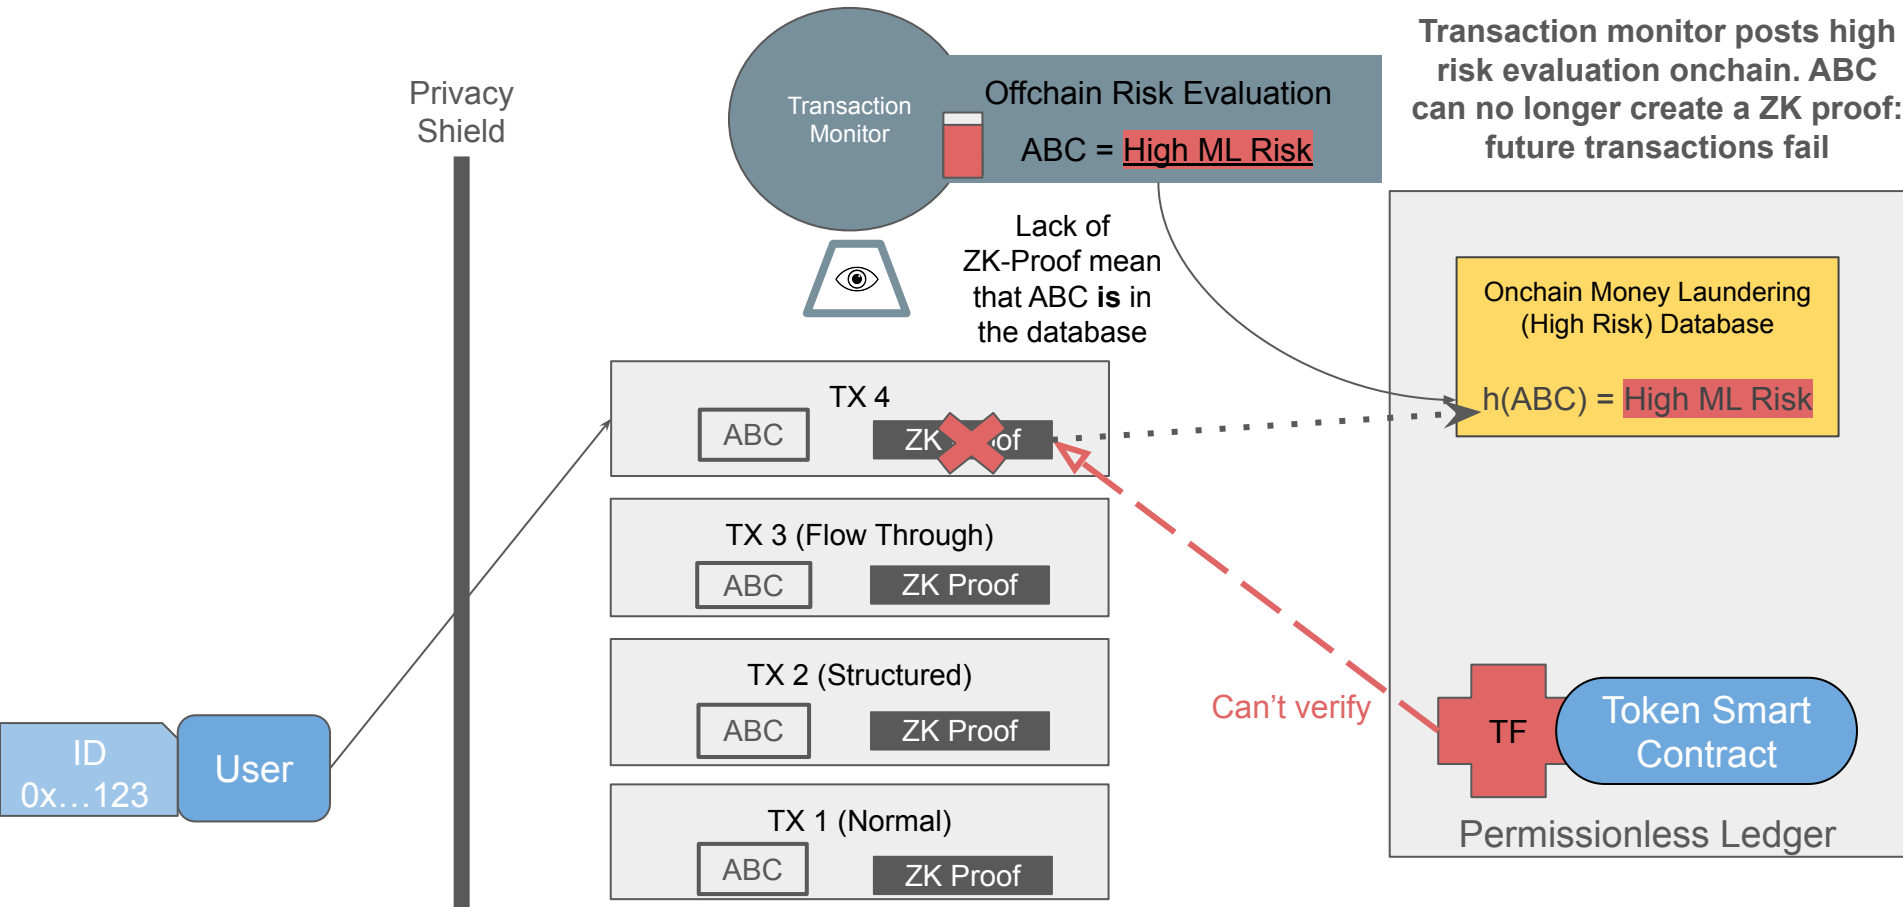 Transaction monitor posts high
risk evaluation onchain. ABC
can no longer create a ZK proof:
future transactions fail
Privacy
Shield
Transaction
Monitor
Offchain Risk Evaluation
ABC = High ML Risk
Lack of
ZK-Proof mean
that ABC is in
the database
Onchain Money Laundering
(High Risk) Database
h(ABC) = High ML Risk
TX 4
ABC
ZK of
TX 3 (Flow Through)
ABC
ZK Proof
TX 2 (Structured)
ABC
ZK Proof
TX 1 (Normal)
ABC
ZK Proof
ID
0x...123
User
Can’t verify
TF
Token Smart
Contract
Permissionless Ledger